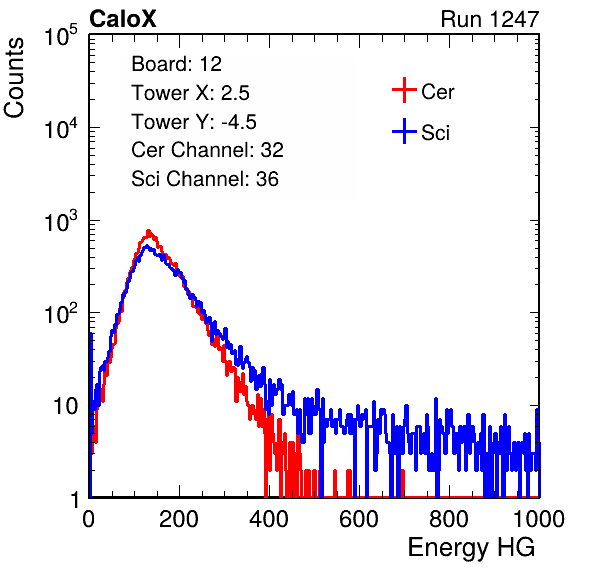 CaloX Run 1247
Counts
10^5
10^4
10^3
10^2
10
1
Board: 12
Tower X: 2.5
Tower Y: -4.5
Cer Channel: 32
Sci Channel: 36
Cer
Sci
0 200 400 600 800 1000
Energy HG